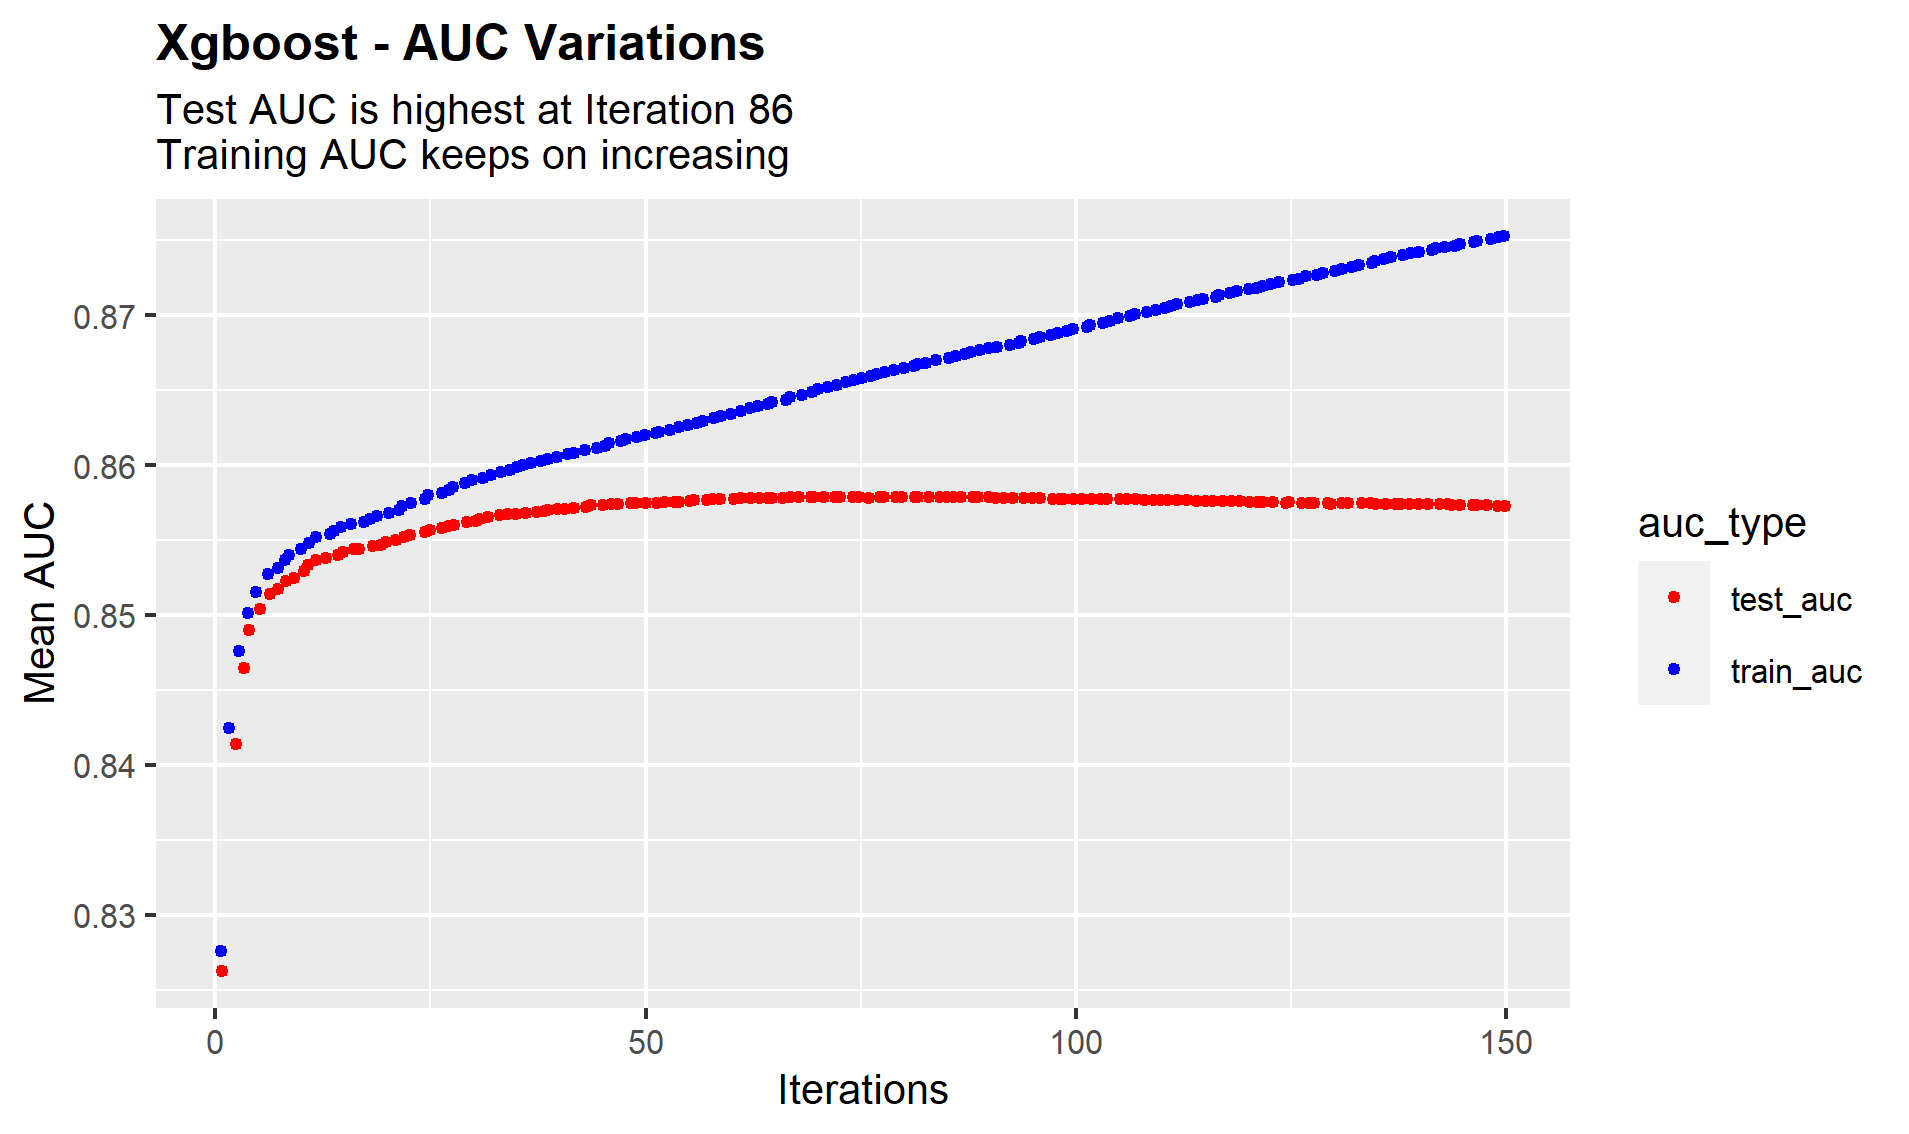 Xgboost - AUC Variations
Test AUC is highest at Iteration 86
Training AUC keeps on increasing
Mean AUC
0.87
0.86
0.85
0.84
0.83
0
50
100
150
Iterations
auc_type
test_auc
train_auc